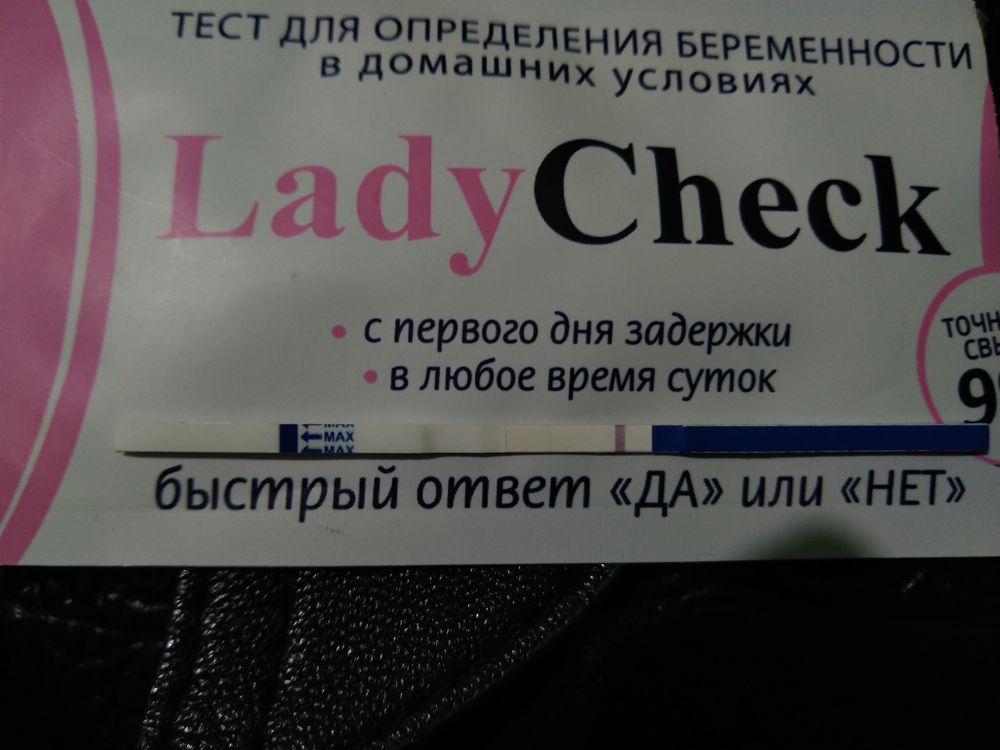 ТЕСТ ДЛЯ ОПРЕДЕЛЕНИЯ БЕРЕМЕННОСТИ
в домашних условиях
LadyCheck
• с первого дня задержки
• в любое время суток
MAX
MAX
MAX
быстрый ответ «ДА» или «НЕТ»